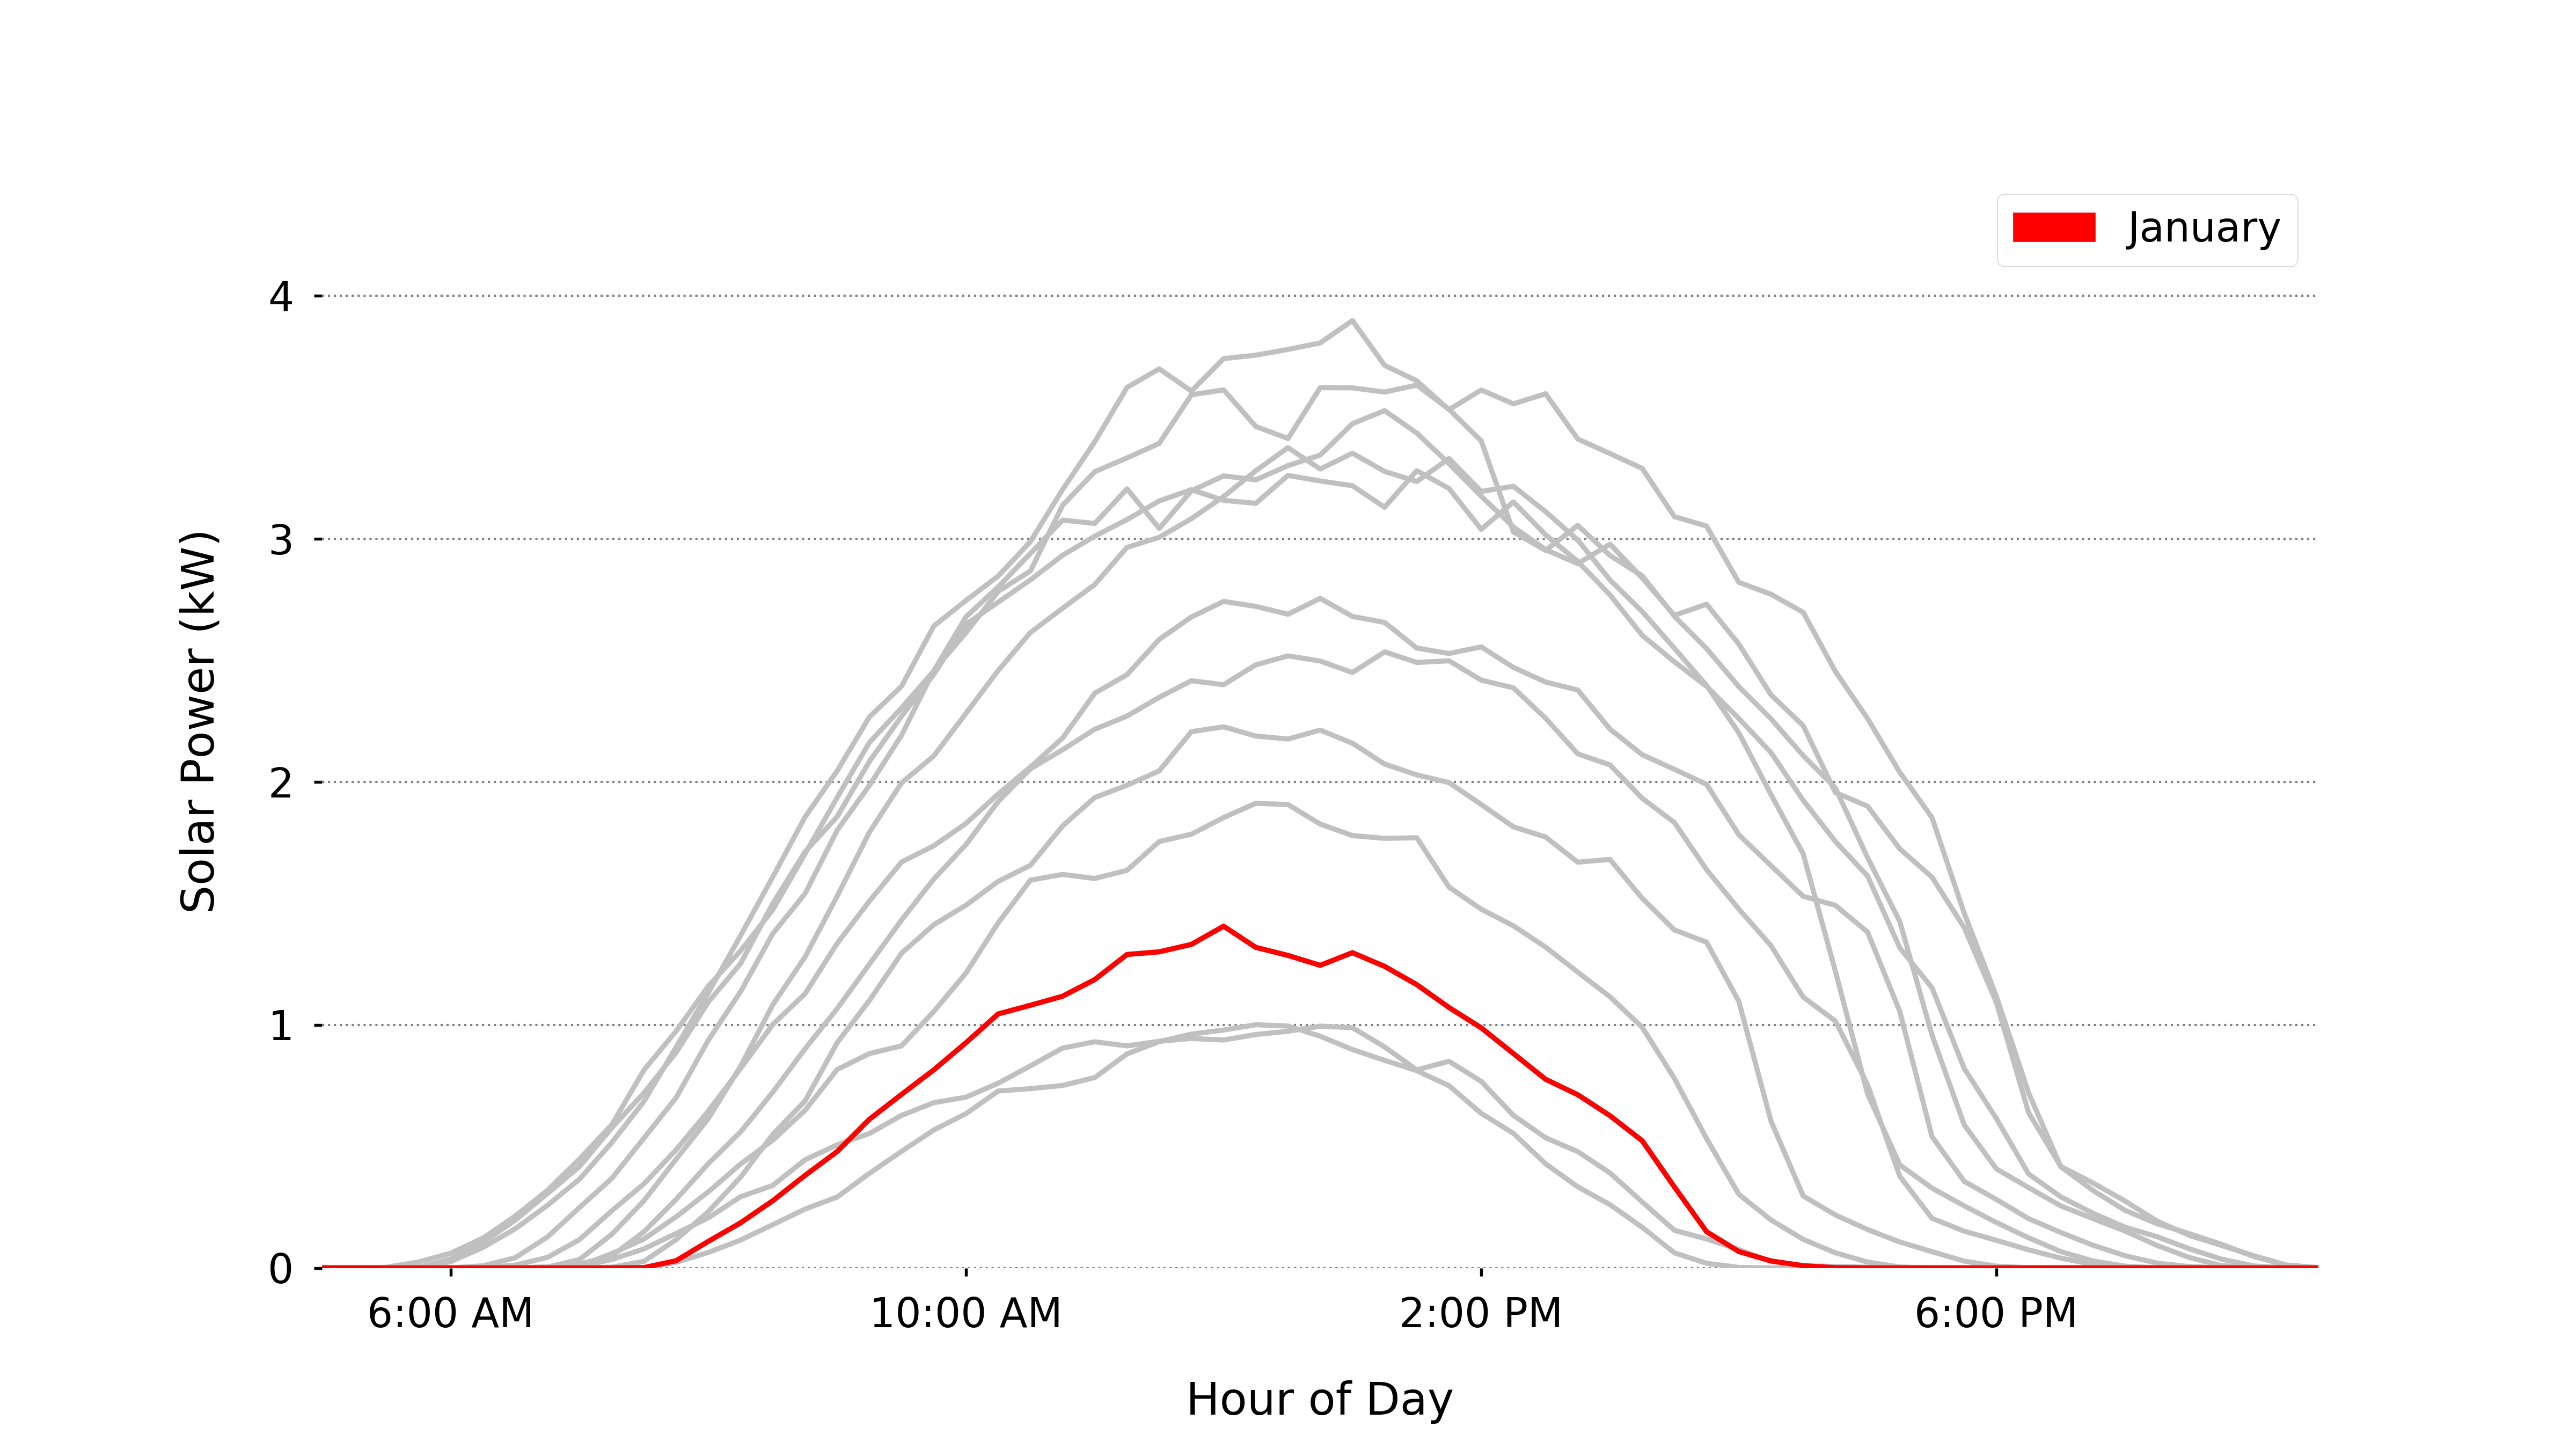 January
4
3
2
1
0
Solar Power (kW)
6:00 AM
10:00 AM
2:00 PM
6:00 PM
Hour of Day